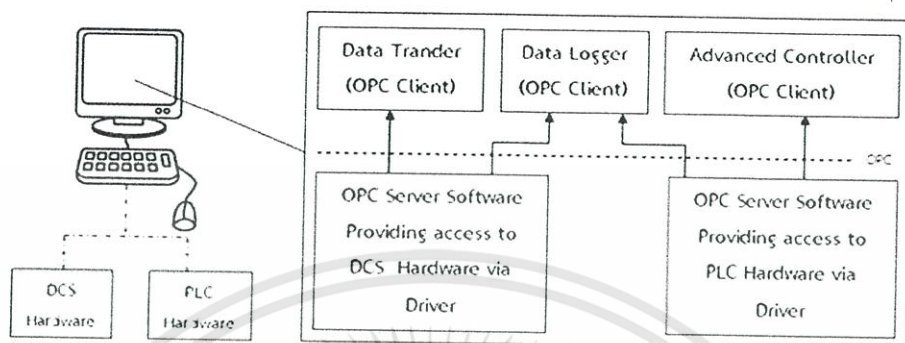 Data Trander
(OPC Client)
Data Logger
(OPC Client)
Advanced Controller
(OPC Client)
OPC
OPC Server Software
Providing access to
DCS Hardware via
Driver
OPC Server Software
Providing access to
PLC Hardware via
Driver
DCS
Hardware
PLC
Hardware